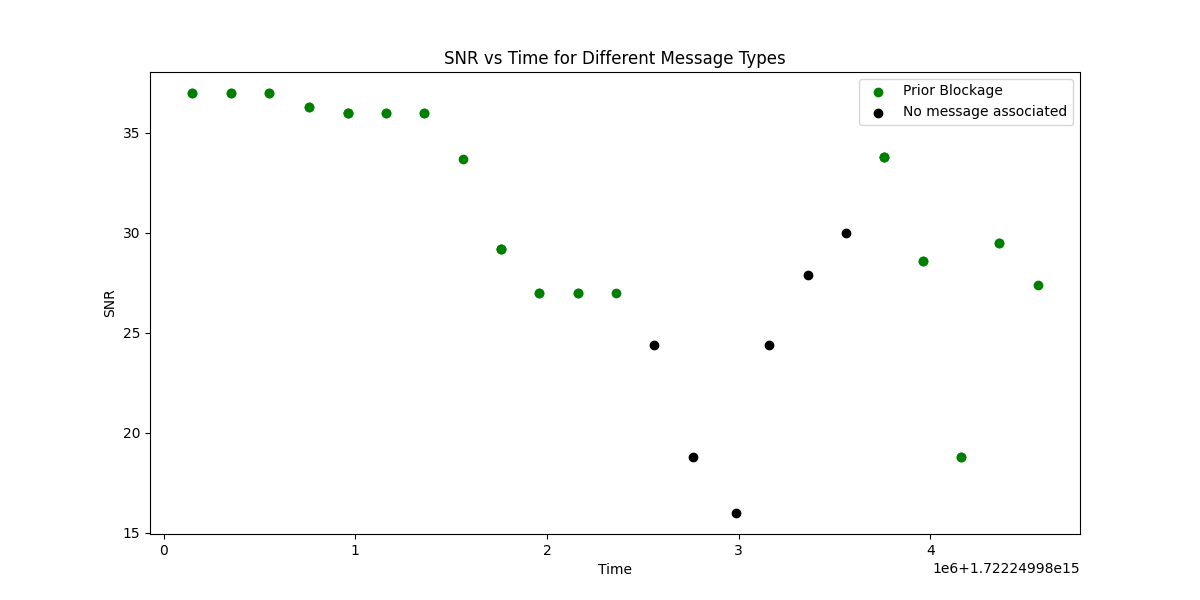 SNR vs Time for Different Message Types
Prior Blockage
No message associated
35
30
25
20
15
SNR
0 1 2 3 4
Time
1e6+1.72224998e15